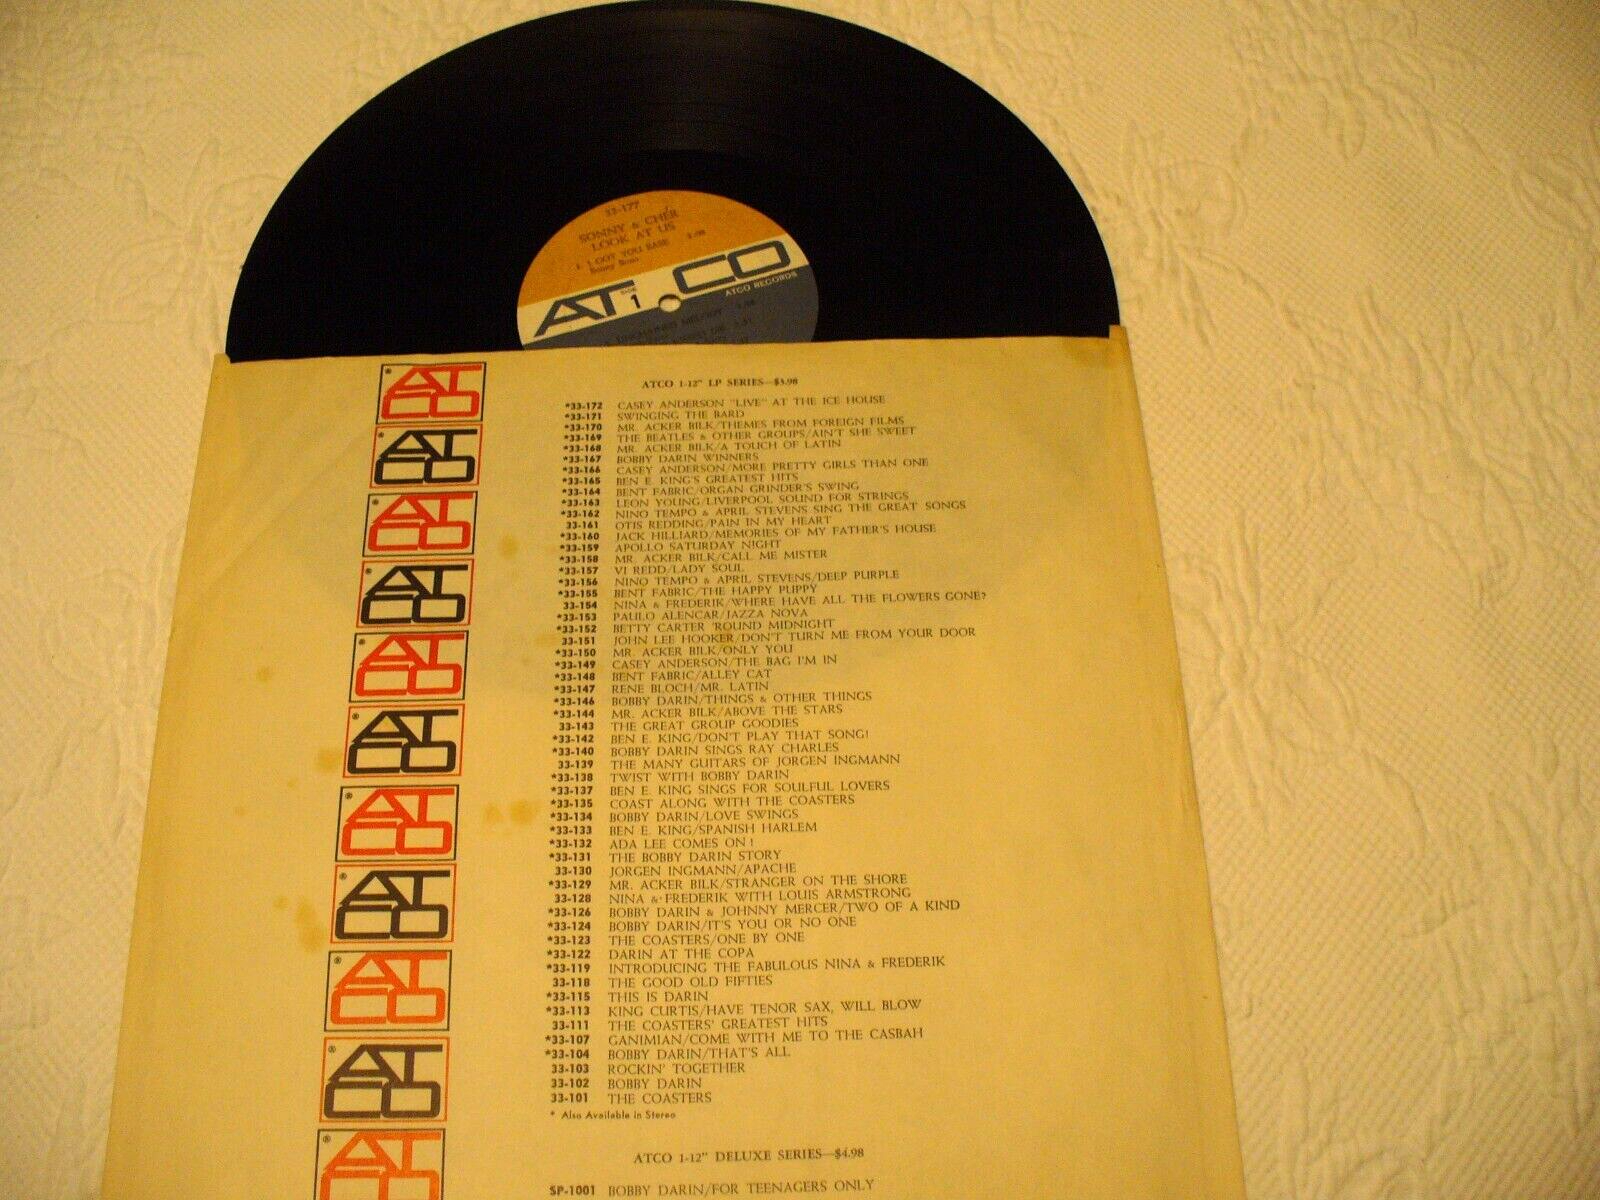 33-177
SONNY & CHÉR
LOOK AT US
1. I GOT YOU BABE 3:08
Sonny Bono
ATCO
SIDE 1
ATCO RECORDS
UNCHAINED MELODY
ATCO 1-12" LP SERIES—$3.98
*33-172 CASEY ANDERSON "LIVE" AT THE ICE HOUSE
*33-171 SWINGING THE BARD
*33-170 MR. ACKER BILK/THEMES FROM FOREIGN FILMS
*33-169 THE BEATLES & OTHER GROUPS/AIN'T SHE SWEET
*33-168 MR. ACKER BILK/A TOUCH OF LATIN
*33-167 BOBBY DARIN WINNERS
*33-166 CASEY ANDERSON/MORE PRETTY GIRLS THAN ONE
*33-165 BEN E. KING'S GREATEST HITS
*33-164 BENT FABRIC/ORGAN GRINDER'S SWING
*33-163 LEON YOUNG/LIVERPOOL SOUND FOR STRINGS
*33-162 NINO TEMPO & APRIL STEVENS SING THE GREAT SONGS
33-161 OTIS REDDING/PAIN IN MY HEART
*33-160 JACK HILLIARD/MEMORIES OF MY FATHER'S HOUSE
*33-159 APOLLO SATURDAY NIGHT
*33-158 MR. ACKER BILK/CALL ME MISTER
*33-157 VI REDD/LADY SOUL
*33-156 NINO TEMPO & APRIL STEVENS/DEEP PURPLE
*33-155 BENT FABRIC/THE HAPPY PUPPY
33-154 NINA & FREDERIK/WHERE HAVE ALL THE FLOWERS GONE?
*33-153 PAULO ALENCAR/JAZZA NOVA
*33-152 BETTY CARTER 'ROUND MIDNIGHT
33-151 JOHN LEE HOOKER/DON'T TURN ME FROM YOUR DOOR
*33-150 MR. ACKER BILK/ONLY YOU
*33-149 CASEY ANDERSON/THE BAG I'M IN
*33-148 BENT FABRIC/ALLEY CAT
*33-147 RENE BLOCH/MR. LATIN
*33-146 BOBBY DARIN/THINGS & OTHER THINGS
*33-144 MR. ACKER BILK/ABOVE THE STARS
33-143 THE GREAT GROUP GOODIES
*33-142 BEN E. KING/DON'T PLAY THAT SONG!
*33-140 BOBBY DARIN SINGS RAY CHARLES
33-139 THE MANY GUITARS OF JORGEN INGMANN
*33-138 TWIST WITH BOBBY DARIN
*33-137 BEN E. KING SINGS FOR SOULFUL LOVERS
*33-135 COAST ALONG WITH THE COASTERS
*33-134 BOBBY DARIN/LOVE SWINGS
*33-133 BEN E. KING/SPANISH HARLEM
*33-132 ADA LEE COMES ON!
*33-131 THE BOBBY DARIN STORY
33-130 JORGEN INGMANN/APACHE
*33-129 MR. ACKER BILK/STRANGER ON THE SHORE
33-128 NINA & FREDERIK WITH LOUIS ARMSTRONG
*33-126 BOBBY DARIN & JOHNNY MERCER/TWO OF A KIND
*33-124 BOBBY DARIN/IT'S YOU OR NO ONE
*33-123 THE COASTERS/ONE BY ONE
*33-122 DARIN AT THE COPA
*33-119 INTRODUCING THE FABULOUS NINA & FREDERIK
33-118 THE GOOD OLD FIFTIES
*33-115 THIS IS DARIN
*33-113 KING CURTIS/HAVE TENOR SAX, WILL BLOW
33-111 THE COASTERS' GREATEST HITS
*33-107 GANIMIAN/COME WITH ME TO THE CASBAH
*33-104 BOBBY DARIN/THAT'S ALL
33-103 ROCKIN' TOGETHER
33-102 BOBBY DARIN
33-101 THE COASTERS
* Also Available in Stereo
ATCO 1-12" DELUXE SERIES—$4.98
SP-1001 BOBBY DARIN/FOR TEENAGERS ONLY
ATCO ®
ATCO ®
ATCO ®
ATCO ®
ATCO ®
ATCO ®
ATCO ®
ATCO ®
ATCO ®
ATCO ®
ATCO ®